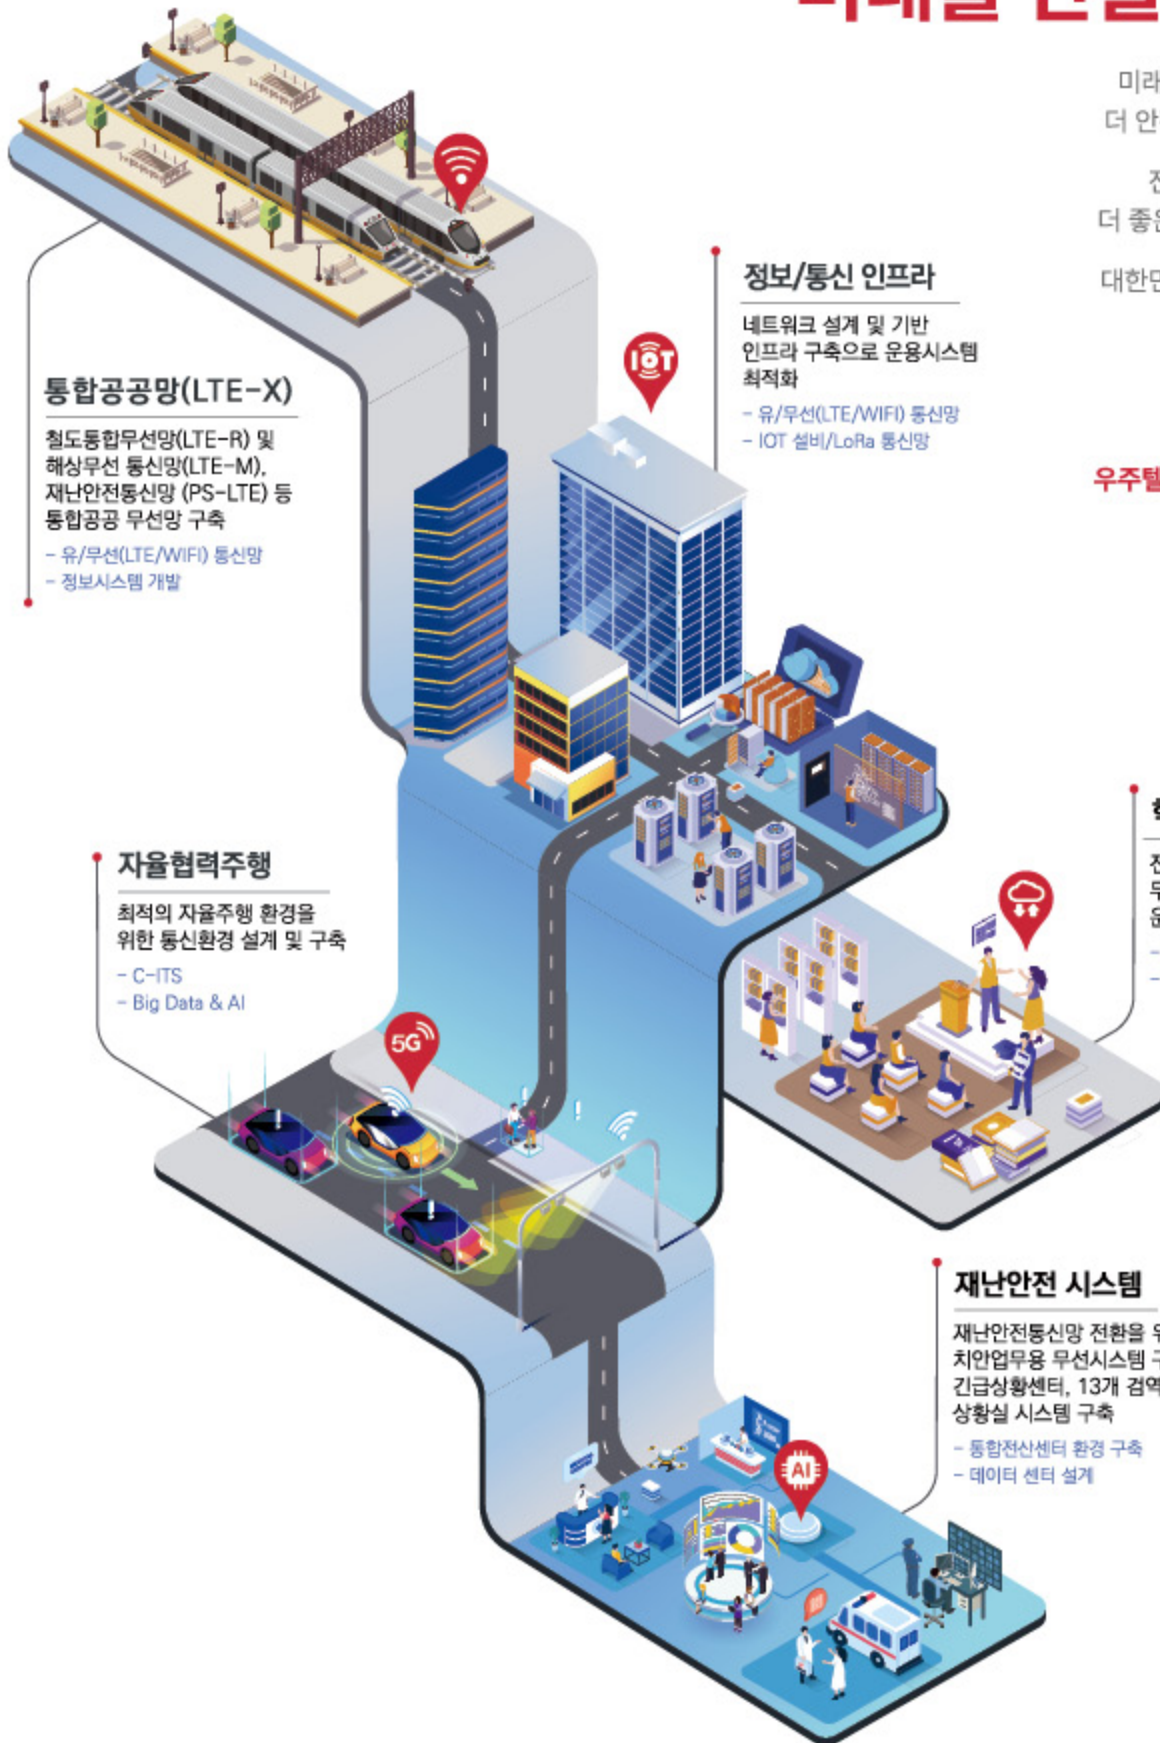 미래를
미래
더 안
더 좋은
대한민
정보/통신 인프라
네트워크 설계 및 기반
인프라 구축으로 운용시스템
최적화
- 유/무선(LTE/WIFI) 통신망
- IOT 설비/LoRa 통신망
IOT
통합공공망(LTE-X)
철도통합무선망(LTE-R) 및
해상무선 통신망(LTE-M),
재난안전통신망 (PS-LTE) 등
통합공공 무선망 구축
- 유/무선(LTE/WIFI) 통신망
- 정보시스템 개발
우주텔
자율협력주행
최적의 자율주행 환경을
위한 통신환경 설계 및 구축
- C-ITS
- Big Data & AI
5G
재난안전 시스템
재난안전통신망 전환을
치안업무용 무선시스템
긴급상황센터, 13개 검역
상황실 시스템 구축
- 통합전산센터 환경 구축
- 데이터 센터 설계
AI